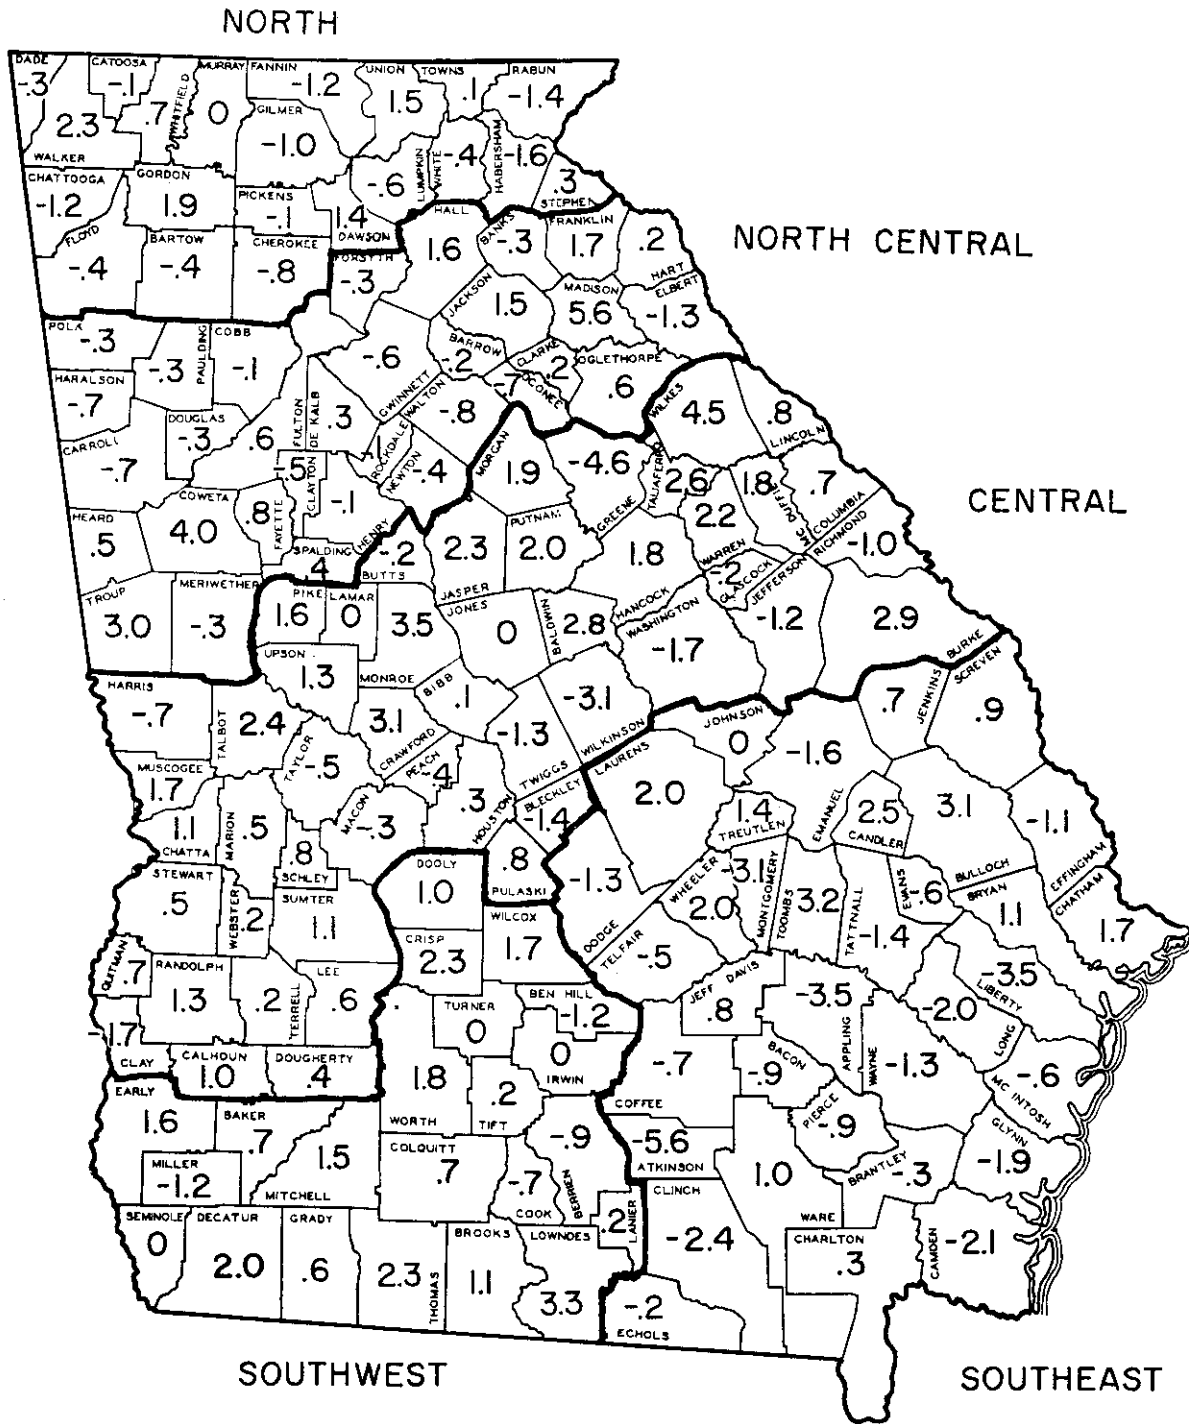 NORTH
DADE
-.3
CATOOSA
-.1
MURRAY
0
FANNIN
-1.2
UNION
1.5
TOWNS
.1
RABUN
-1.4
WHITFIELD
.7
2.3
WALKER
GILMER
-1.0
LUMPKIN
-.6
WHITE
-.4
HABERSHAM
-1.6
.3
STEPHEN
CHATTOOGA
-1.2
GORDON
1.9
PICKENS
-.1
1.4
DAWSON
FLOYD
-.4
BARTOW
-.4
CHEROKEE
-.8
FORSYTH
-.3
HALL
1.6
BANKS
-.3
FRANKLIN
1.7
.2
HART
NORTH CENTRAL
JACKSON
1.5
MADISON
5.6
ELBERT
-1.3
POLK
-.3
PAULDING
-.3
COBB
-.1
GWINNETT
-.6
BARROW
-.2
CLARKE
.2
OCONEE
-.7
OGLETHORPE
.6
HARALSON
-.7
DOUGLAS
-.3
.6
FULTON
DE KALB
.3
ROCKDALE
-.1
WALTON
-.8
NEWTON
-.4
CARROLL
-.7
-.5
CLAYTON
-.1
HENRY
MORGAN
1.9
-4.6
GREENE
TALIAFERRO
2.6
WILKES
4.5
.8
LINCOLN
CENTRAL
HEARD
.5
COWETA
4.0
.8
FAYETTE
SPALDING
.4
-.2
BUTTS
2.3
JASPER
PUTNAM
2.0
1.8
HANCOCK
2.2
WARREN
1.8
MC DUFFIE
.7
COLUMBIA
RICHMOND
-1.0
-.2
GLASCOCK
JEFFERSON
-1.2
2.9
BURKE
TROUP
3.0
MERIWETHER
-.3
PIKE
1.6
LAMAR
0
3.5
MONROE
JONES
0
BALDWIN
2.8
WASHINGTON
-1.7
UPSON
1.3
BIBB
.1
-3.1
WILKINSON
HARRIS
-.7
TALBOT
2.4
TAYLOR
-.5
3.1
CRAWFORD
PEACH
-.4
-1.3
TWIGGS
BLECKLEY
-1.4
MUSCOGEE
1.7
1.1
CHATTA
MARION
.5
MACON
-.3
.3
HOUSTON
.8
SCHLEY
.8
PULASKI
LAURENS
2.0
JOHNSON
0
-1.6
EMANUEL
.7
JENKINS
SCREVEN
.9
1.4
TREUTLEN
2.5
CANDLER
3.1
BULLOCH
-1.1
EFFINGHAM
STEWART
.5
WEBSTER
.2
SUMTER
1.1
DOOLY
1.0
-1.3
DODGE
WHEELER
2.0
-3.1
MONTGOMERY
TOOMBS
3.2
TATTNALL
-1.4
EVANS
-.6
BRYAN
1.1
CHATHAM
1.7
CRISP
2.3
WILCOX
1.7
TELFAIR
-.5
QUITMAN
.7
RANDOLPH
1.3
.2
TERRELL
LEE
.6
TURNER
0
BEN HILL
-1.2
JEFF DAVIS
.8
-3.5
APPLING
WAYNE
-1.3
-2.0
LONG
-3.5
LIBERTY
-1.7
CLAY
CALHOUN
1.0
DOUGHERTY
.4
1.8
WORTH
.2
TIFT
0
IRWIN
-.7
COFFEE
BACON
-.9
PIERCE
-.9
-.6
MC INTOSH
EARLY
1.6
BAKER
.7
1.5
MITCHELL
COLQUITT
.7
-.7
COOK
-.9
BERRIEN
-5.6
ATKINSON
1.0
WARE
BRANTLEY
-.3
GLYNN
-1.9
MILLER
-1.2
.2
LANIER
CLINCH
-2.4
CHARLTON
.3
CAMDEN
-2.1
SEMINOLE
0
DECATUR
2.0
GRADY
.6
2.3
THOMAS
BROOKS
1.1
LOWNDES
3.3
-.2
ECHOLS
SOUTHWEST
SOUTHEAST